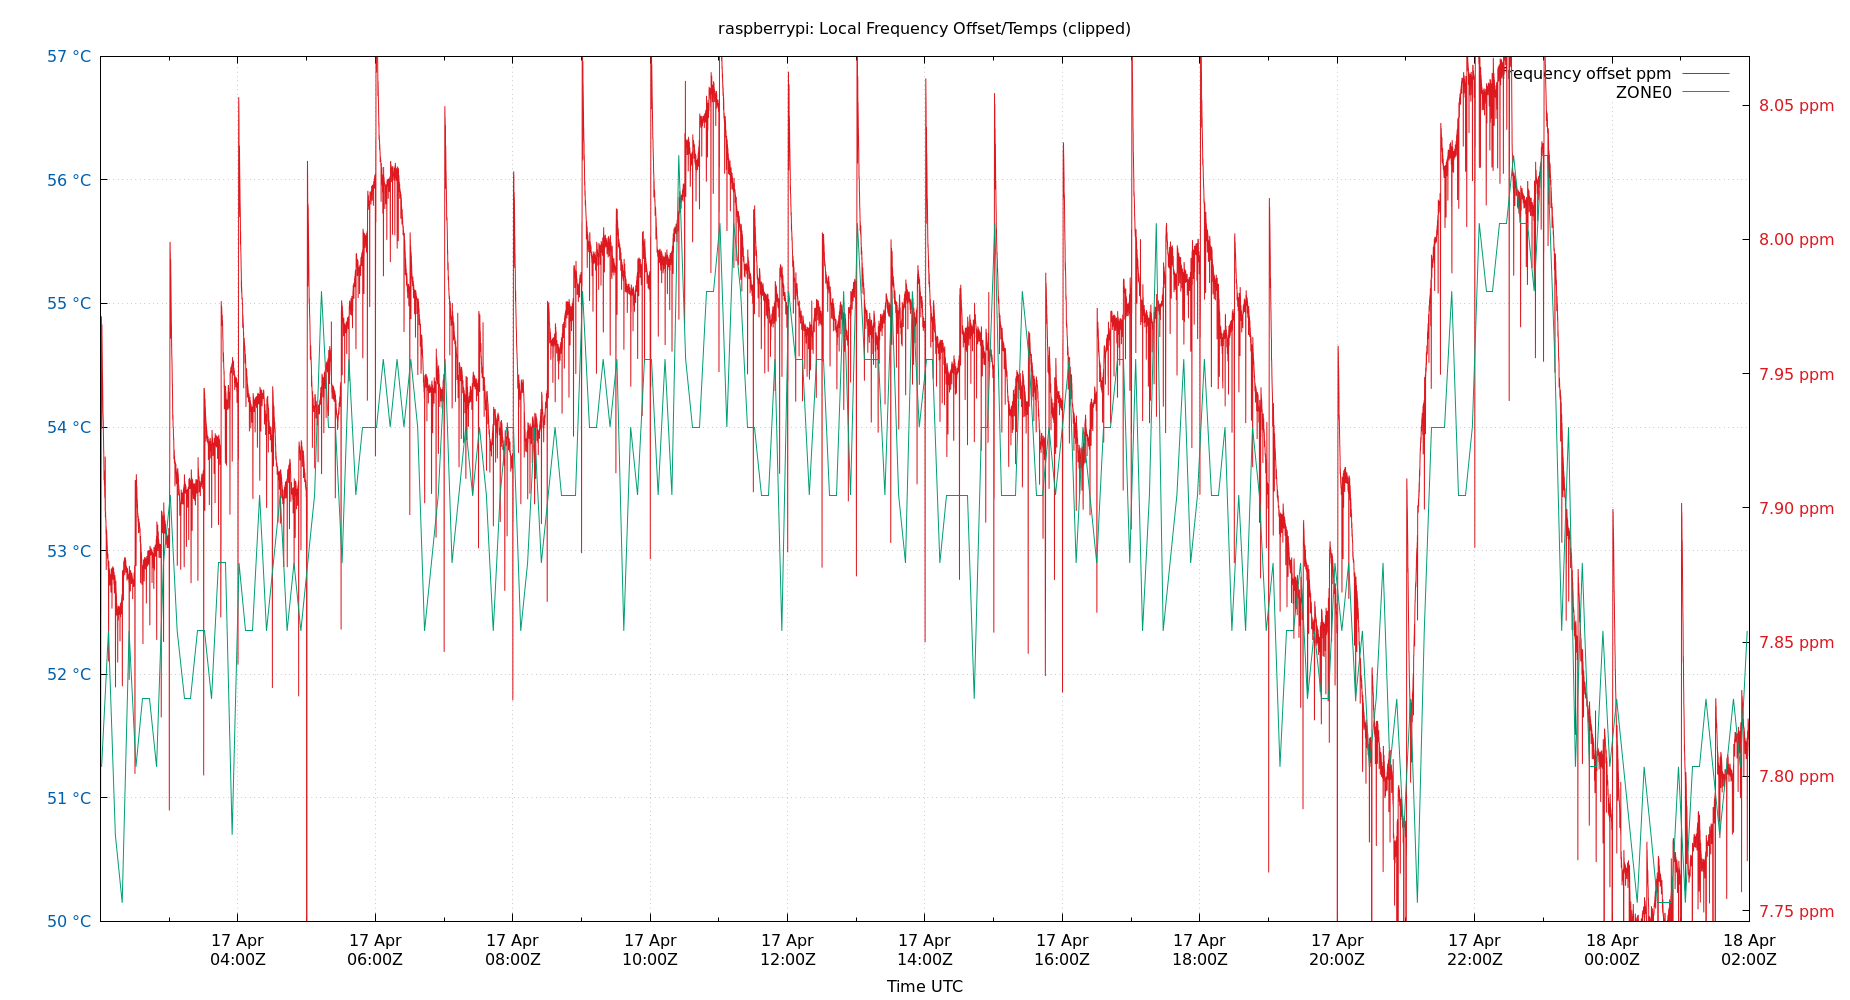 raspberrypi: Local Frequency Offset/Temps (clipped)
57 °C
56 °C
55 °C
54 °C
53 °C
52 °C
51 °C
50 °C
frequency offset ppm
ZONE0
8.05 ppm
8.00 ppm
7.95 ppm
7.90 ppm
7.85 ppm
7.80 ppm
7.75 ppm
17 Apr 17 Apr 17 Apr 17 Apr 17 Apr 17 Apr 17 Apr 17 Apr 17 Apr 17 Apr 18 Apr 18 Apr
04:00Z 06:00Z 08:00Z 10:00Z 12:00Z 14:00Z 16:00Z 18:00Z 20:00Z 22:00Z 00:00Z 02:00Z
Time UTC